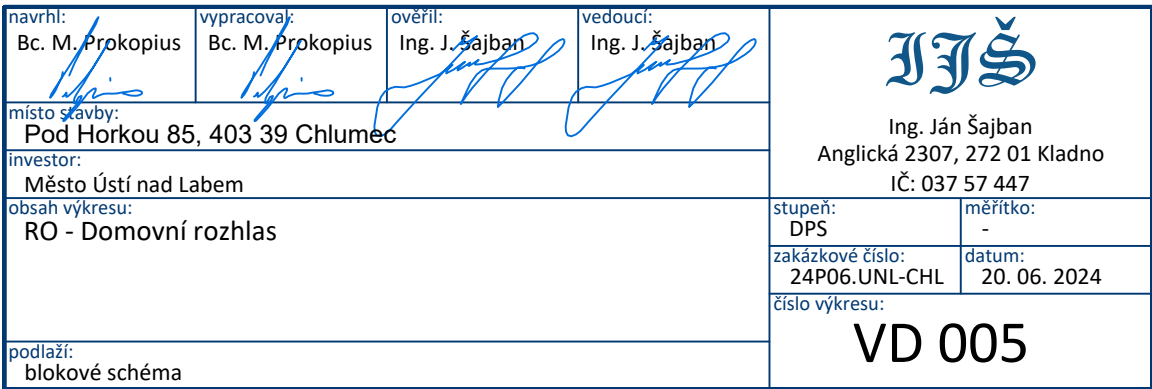 navrhl:
Bc. M. Prokopius
vypracoval:
Bc. M. Prokopius
ověřil:
Ing. J. Šajban
vedoucí:
Ing. J. Šajban
místo stavby:
Pod Horkou 85, 403 39 Chlumec
investor:
Město Ústí nad Labem
obsah výkresu:
RO - Domovní rozhlas
podlaží:
blokové schéma
IJŠ
Ing. Ján Šajban
Anglická 2307, 272 01 Kladno
IČ: 037 57 447
stupeň:
DPS
měřítko:
-
zakázkové číslo:
24P06.UNL-CHL
datum:
20. 06. 2024
číslo výkresu:
VD 005